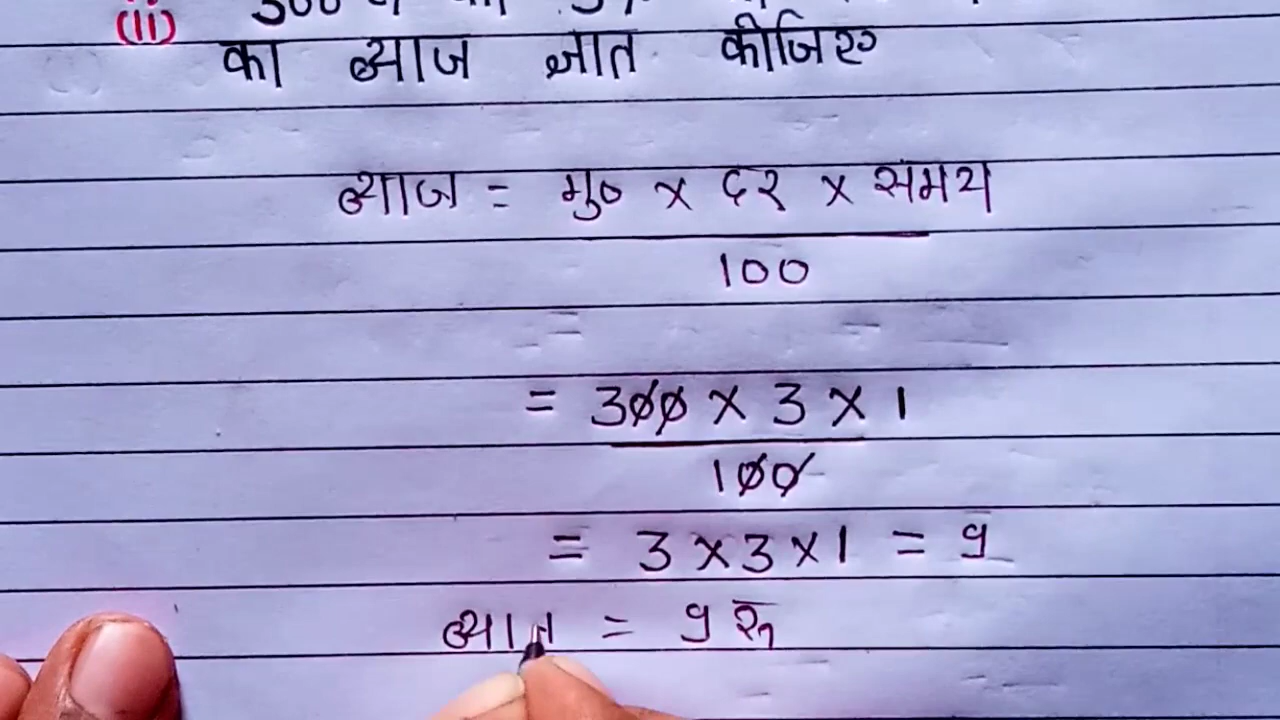 (ii)
का ब्याज ज्ञात कीजिए
ब्याज = मू० × दर × समय
100
= 300 × 3 × 1
100
= 3 × 3 × 1 = 9
ब्याज = 9 रु